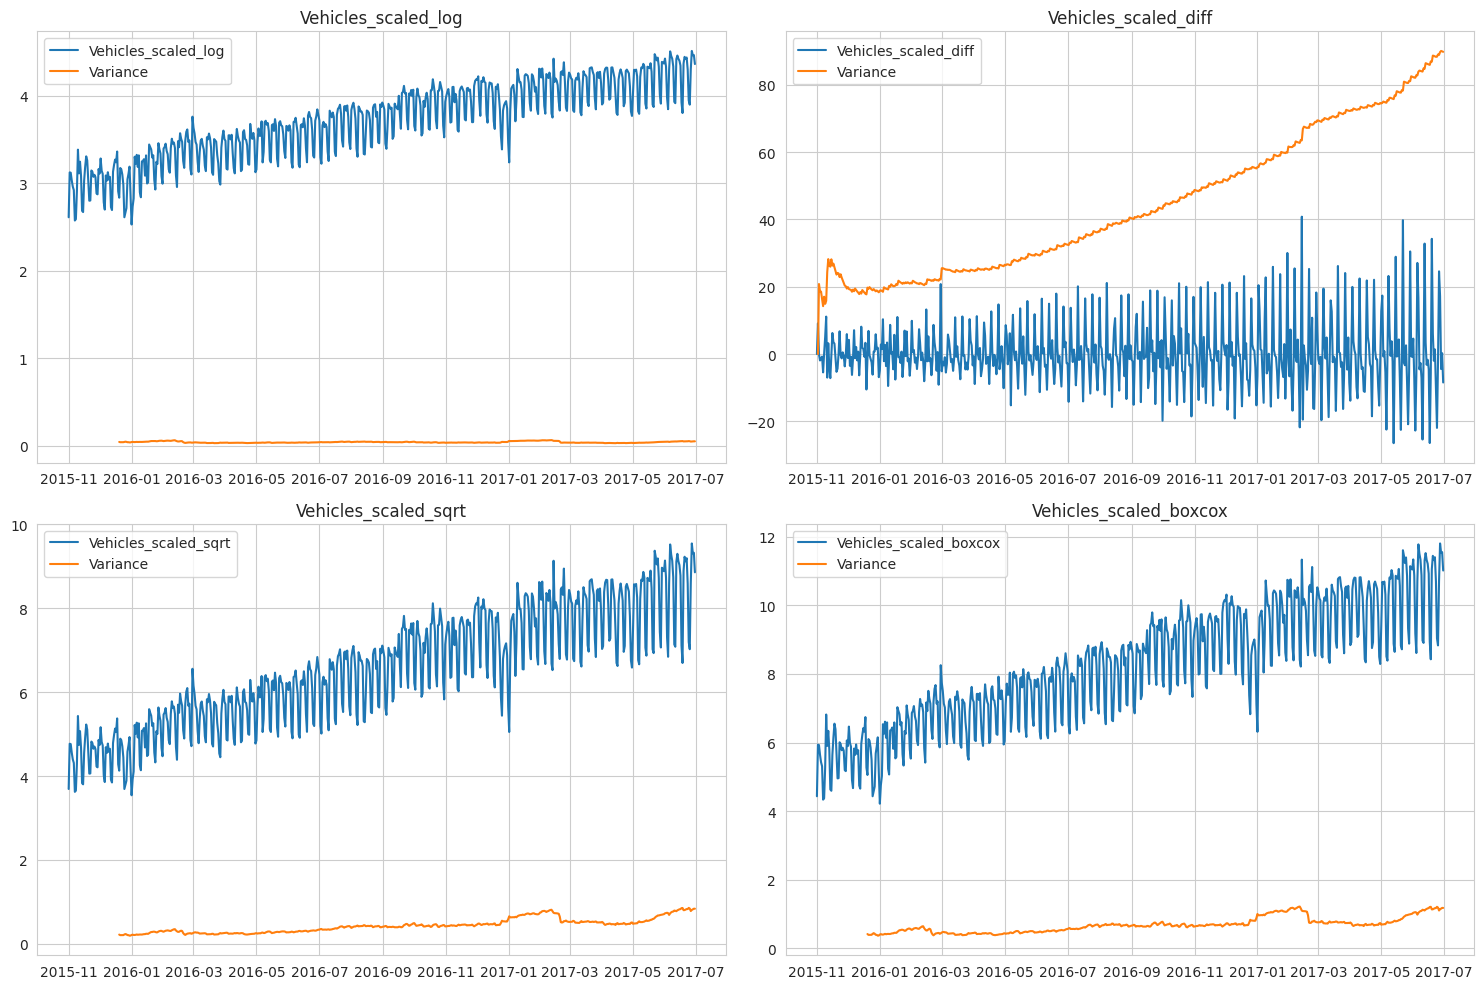 Vehicles_scaled_log
Vehicles_scaled_log
Variance
4
3
2
1
0
2015-11 2016-01 2016-03 2016-05 2016-07 2016-09 2016-11 2017-01 2017-03 2017-05 2017-07
Vehicles_scaled_diff
Vehicles_scaled_diff
Variance
80
60
40
20
0
−20
2015-11 2016-01 2016-03 2016-05 2016-07 2016-09 2016-11 2017-01 2017-03 2017-05 2017-07
Vehicles_scaled_sqrt
Vehicles_scaled_sqrt
Variance
10
8
6
4
2
0
2015-11 2016-01 2016-03 2016-05 2016-07 2016-09 2016-11 2017-01 2017-03 2017-05 2017-07
Vehicles_scaled_boxcox
Vehicles_scaled_boxcox
Variance
12
10
8
6
4
2
0
2015-11 2016-01 2016-03 2016-05 2016-07 2016-09 2016-11 2017-01 2017-03 2017-05 2017-07